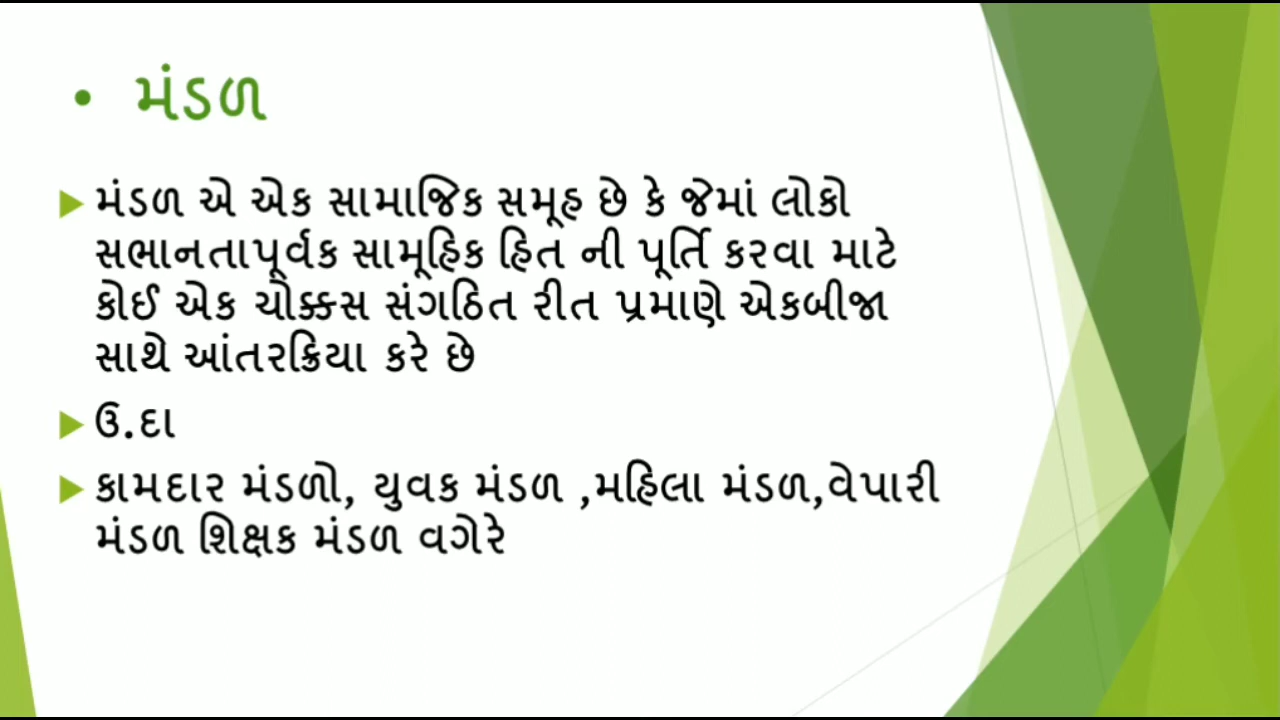 • મંડળ
મંડળ એ એક સામાજિક સમૂહ છે કે જેમાં લોકો
સભાનતાપૂર્વક સામૂહિક હિત ની પૂર્તિ કરવા માટે
કોઈ એક ચોક્કસ સંગઠિત રીત પ્રમાણે એકબીજા
સાથે આંતરક્રિયા કરે છે
ઉ.દા
કામદાર મંડળો, યુવક મંડળ ,મહિલા મંડળ,વેપારી
મંડળ શિક્ષક મંડળ વગેરે